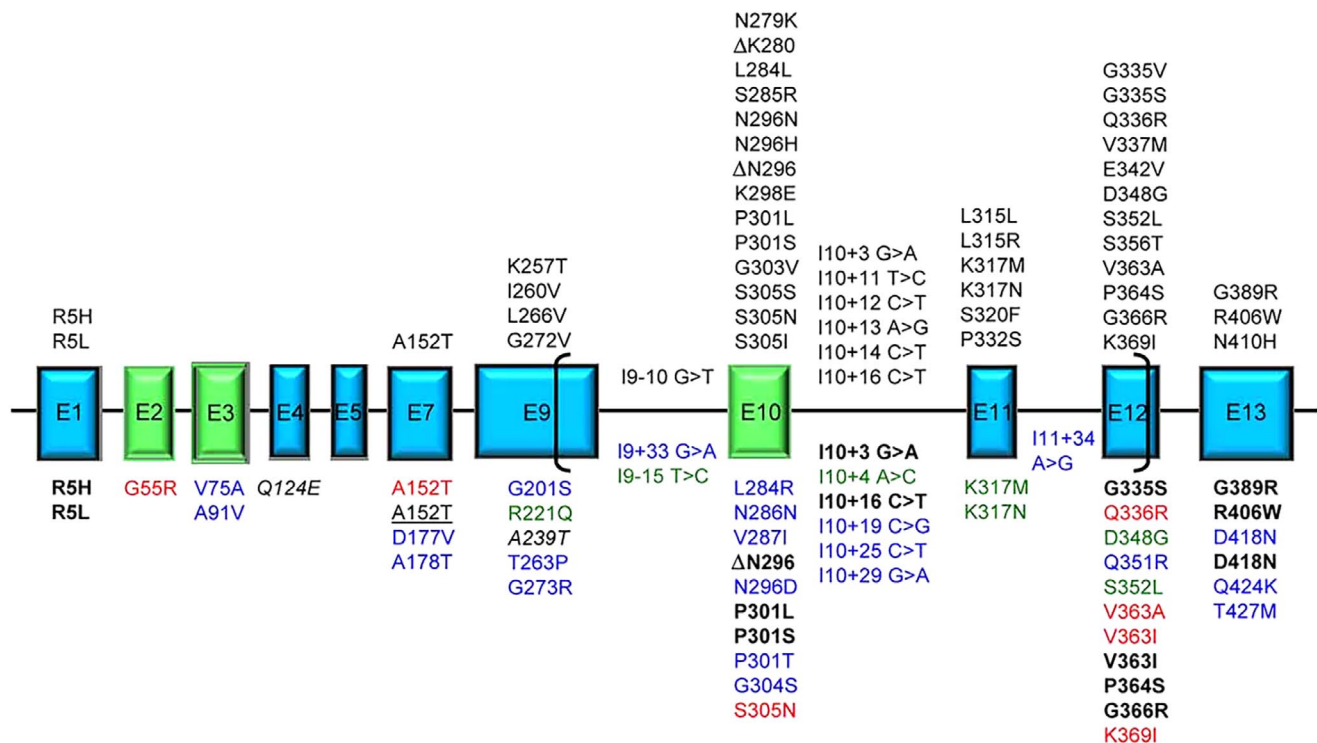 N279K
ΔK280
L284L
S285R
N296N
N296H
ΔN296
K298E
P301L
P301S
G303V
S305S
S305N
S305I
G335V
G335S
Q336R
V337M
E342V
D348G
S352L
S356T
V363A
P364S
G366R
K369I
R5H
R5L
A152T
K257T
I260V
L266V
G272V
I9-10 G>T
I10+3 G>A
I10+11 T>C
I10+12 C>T
I10+13 A>G
I10+14 C>T
I10+16 C>T
L315L
L315R
K317M
K317N
S320F
P332S
G389R
R406W
N410H
E1
E2
E3
E4
E5
E7
E9
E10
E11
E12
E13
R5H
R5L
G55R
V75A
A91V
Q124E
A152T
A152T
D177V
A178T
G201S
R221Q
A239T
T263P
G273R
I9+33 G>A
I9-15 T>C
L284R
N286N
V287I
ΔN296
N296D
P301L
P301S
P301T
G304S
S305N
I10+3 G>A
I10+4 A>C
I10+16 C>T
I10+19 C>G
I10+25 C>T
I10+29 G>A
K317M
K317N
I11+34
A>G
G335S
Q336R
D348G
Q351R
S352L
V363A
V363I
V363I
P364S
G366R
K369I
G389R
R406W
D418N
D418N
Q424K
T427M